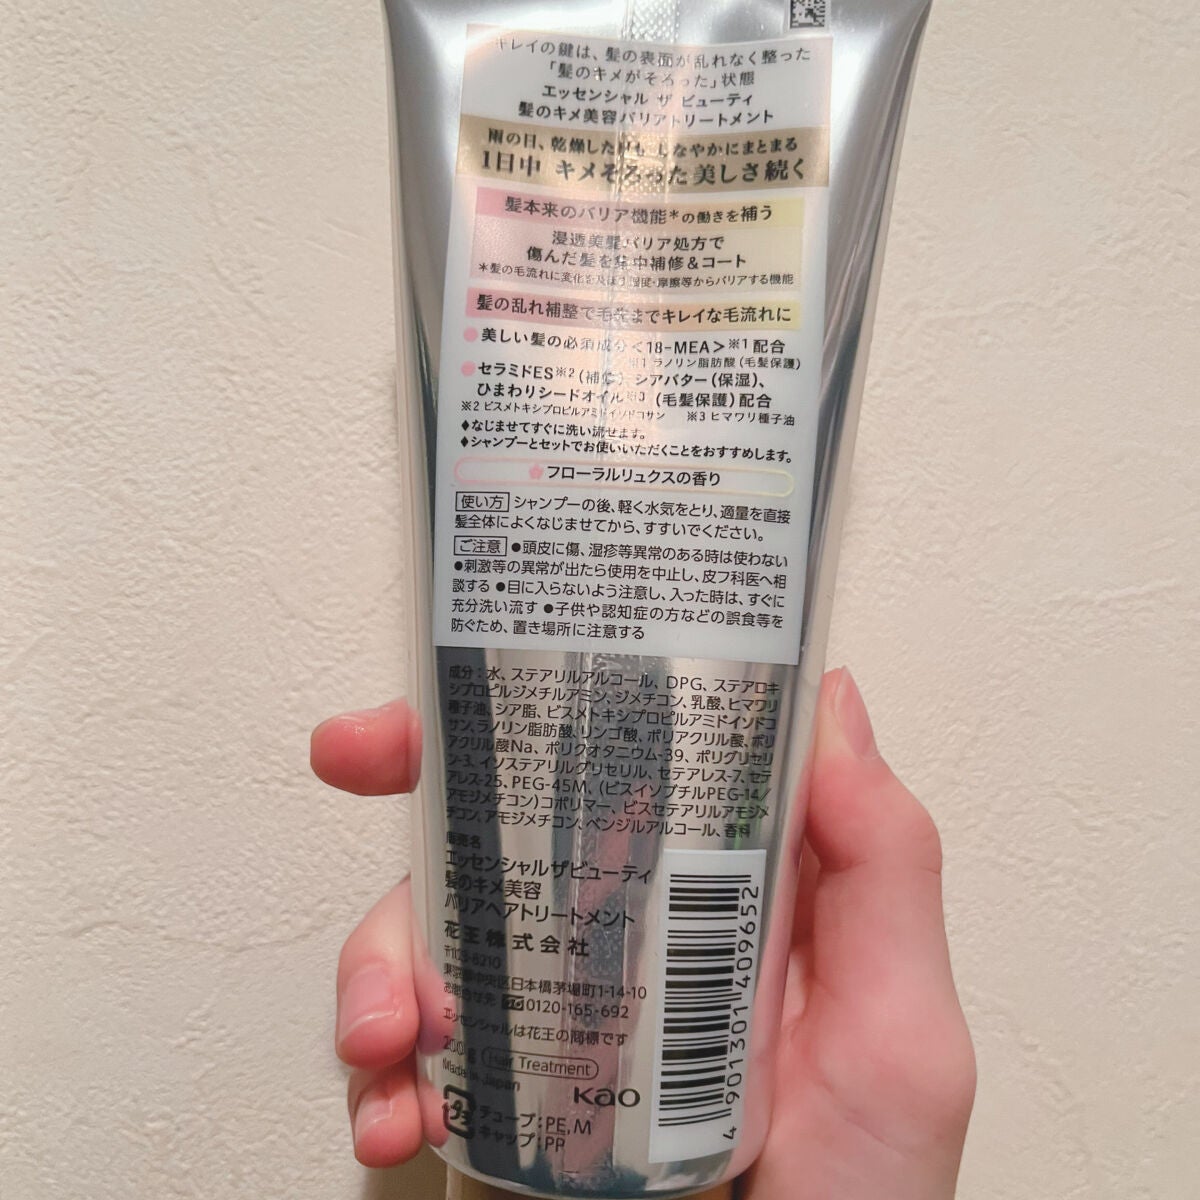 キレイの鍵は、髪の表面が乱れなく整った
「髪のキメがそろった」状態
エッセンシャル ザ ビューティ
髪のキメ美容バリアトリートメント
雨の日、乾燥した日も しなやかにまとまる
1日中 キメそろった美しさ続く
髪本来のバリア機能*の働きを補う
浸透美髪バリア処方で
傷んだ髪を集中補修&コート
*髪の毛流れに変化を及ぼす湿度・摩擦等からバリアする機能
髪の乱れ補整で毛先までキレイな毛流れに
●美しい髪の必須成分<18-MEA>※1配合
※1 ラノリン脂肪酸(毛髪保護)
●セラミドES※2(補修)、シアバター(保湿)、
ひまわりシードオイル※3(毛髪保護)配合
※2 ビスメトキシプロピルアミドイソドコサン ※3 ヒマワリ種子油
♦なじませてすぐに洗い流せます。
♦シャンプーとセットでお使いいただくことをおすすめします。
フローラルリュクスの香り
使い方 シャンプーの後、軽く水気をとり、適量を直接
髪全体によくなじませてから、すすいでください。
ご注意 ●頭皮に傷、湿疹等異常のある時は使わない
●刺激等の異常が出たら使用を中止し、皮フ科医へ相
談する ●目に入らないよう注意し、入った時は、すぐに
充分洗い流す ●子供や認知症の方などの誤食等を
防ぐため、置き場所に注意する
成分:水、ステアリルアルコール、DPG、ステアロキ
シプロピルジメチルアミン、ジメチコン、乳酸、ヒマワリ
種子油、シア脂、ビスメトキシプロピルアミドイソドコ
サン、ラノリン脂肪酸、リンゴ酸、ポリアクリル酸、ポリ
アクリル酸Na、ポリクオタニウム-39、ポリグリセリ
ン-3、イソステアリルグリセリル、セテアレス-7、セテ
アレス-25、PEG-45M、(ビスイソブチルPEG-14/
アモジメチコン)コポリマー、ビスセテアリルアモジメ
チコン、アモジメチコン、ベンジルアルコール、香料
販売名
エッセンシャルザビューティ
髪のキメ美容
バリアヘアトリートメント
花王株式会社
〒103-8210
東京都中央区日本橋茅場町1-14-10
お問合せ先 0120-165-692
エッセンシャルは花王の商標です
200g Hair Treatment
Made in Japan
Kao
プラ
チューブ:PE,M
キャップ:PP
4 901301 409652